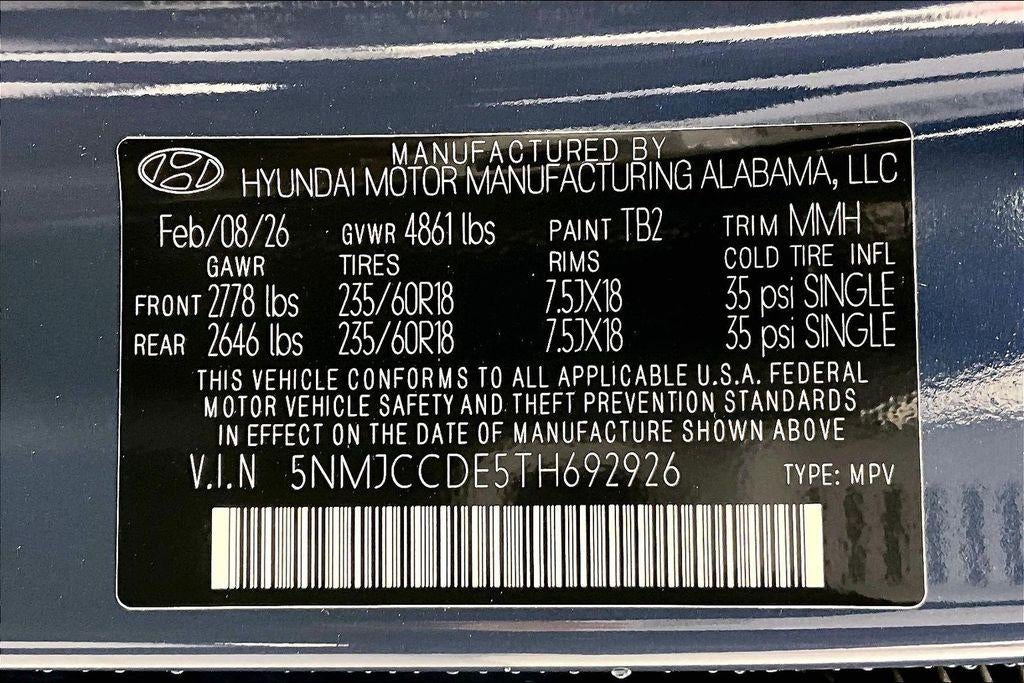 MANUFACTURED BY
HYUNDAI MOTOR MANUFACTURING ALABAMA, LLC
Feb/08/26 GVWR 4861 lbs PAINT TB2 TRIM MMH
GAWR TIRES RIMS COLD TIRE INFL
FRONT 2778 lbs 235/60R18 7.5JX18 35 psi SINGLE
REAR 2646 lbs 235/60R18 7.5JX18 35 psi SINGLE
THIS VEHICLE CONFORMS TO ALL APPLICABLE U.S.A. FEDERAL
MOTOR VEHICLE SAFETY AND THEFT PREVENTION STANDARDS
IN EFFECT ON THE DATE OF MANUFACTURE SHOWN ABOVE
V.I.N 5NMJCCDE5TH692926 TYPE: MPV